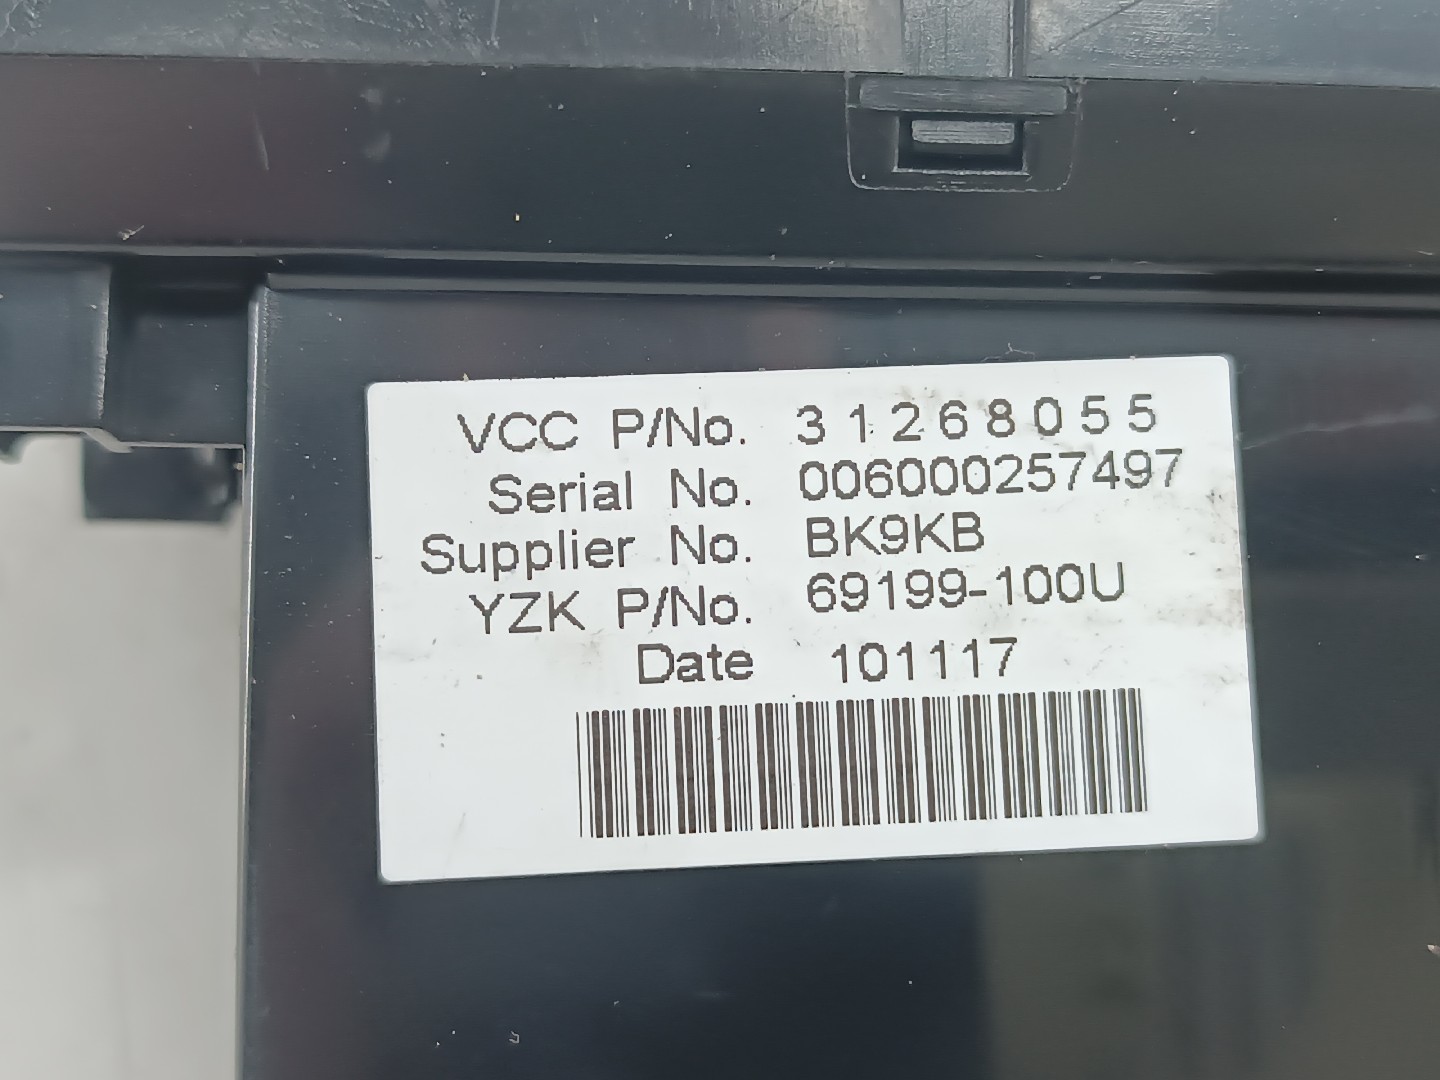 VCC P/No. 31268055
Serial No. 006000257497
Supplier No. BK9KB
YZK P/No. 69199-100U
Date 101117